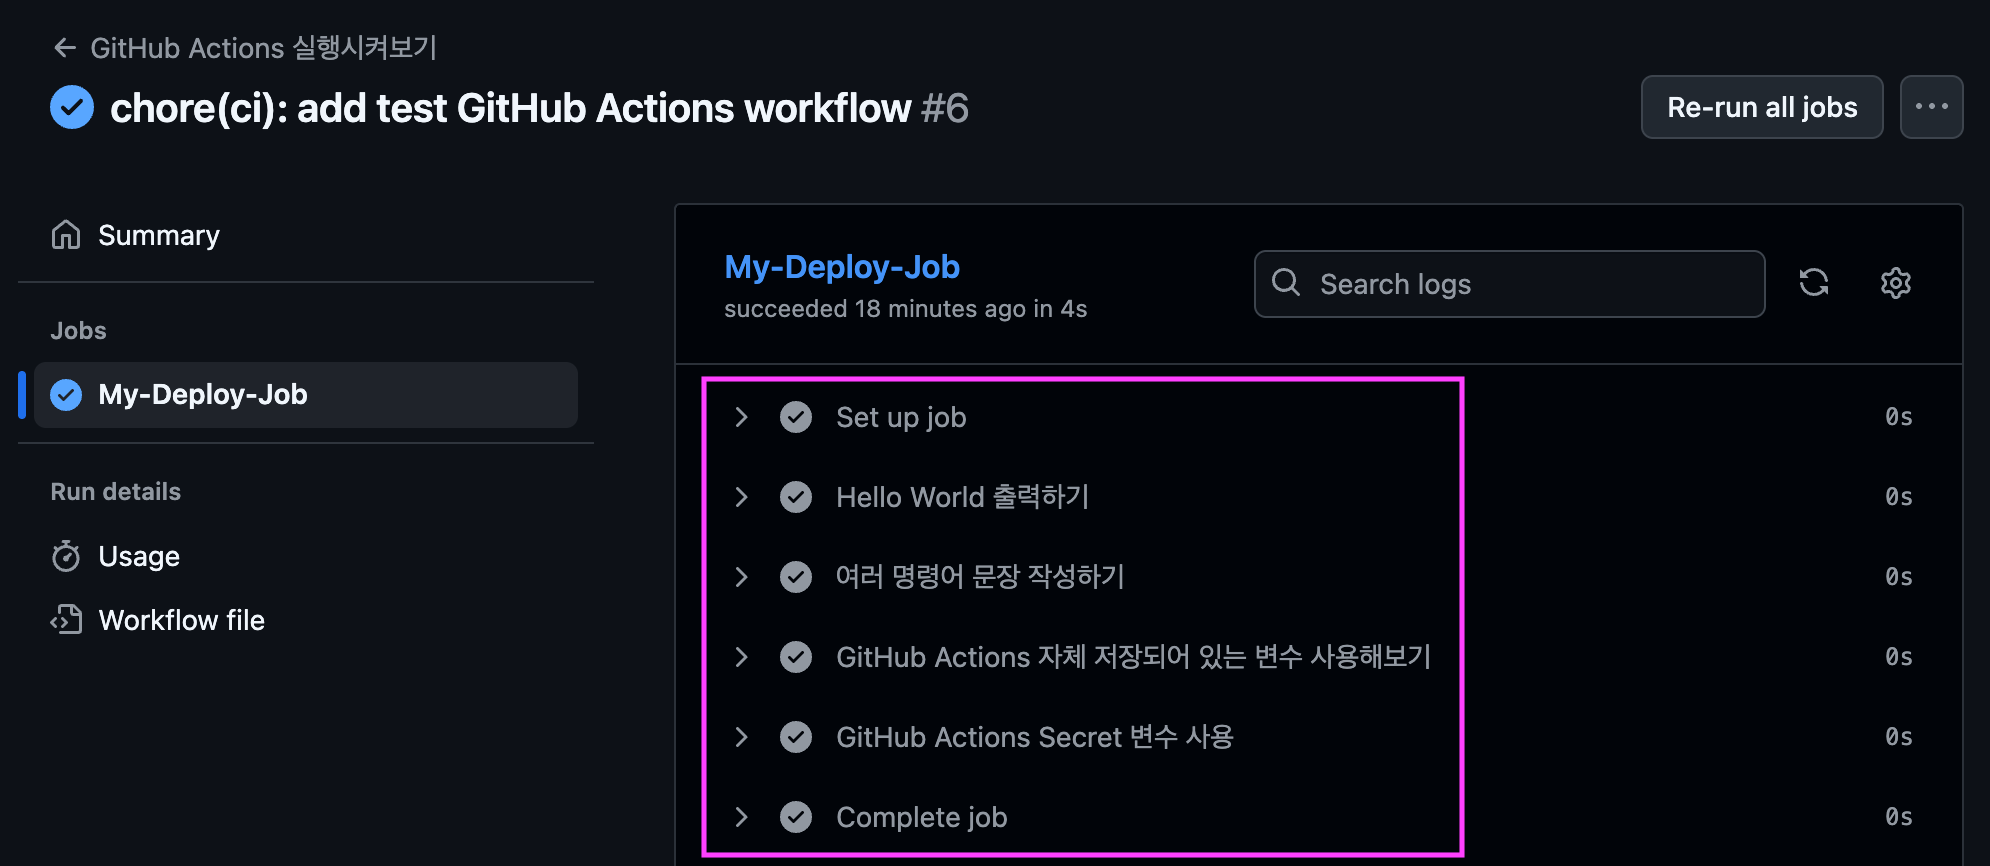 GitHub Actions 실행시켜보기
chore(ci): add test GitHub Actions workflow #6
Re-run all jobs
Summary
Jobs
My-Deploy-Job
Run details
Usage
Workflow file
My-Deploy-Job
succeeded 18 minutes ago in 4s
Search logs
Set up job 0s
Hello World 출력하기 0s
여러 명령어 문장 작성하기 0s
GitHub Actions 자체 저장되어 있는 변수 사용해보기 0s
GitHub Actions Secret 변수 사용 0s
Complete job 0s